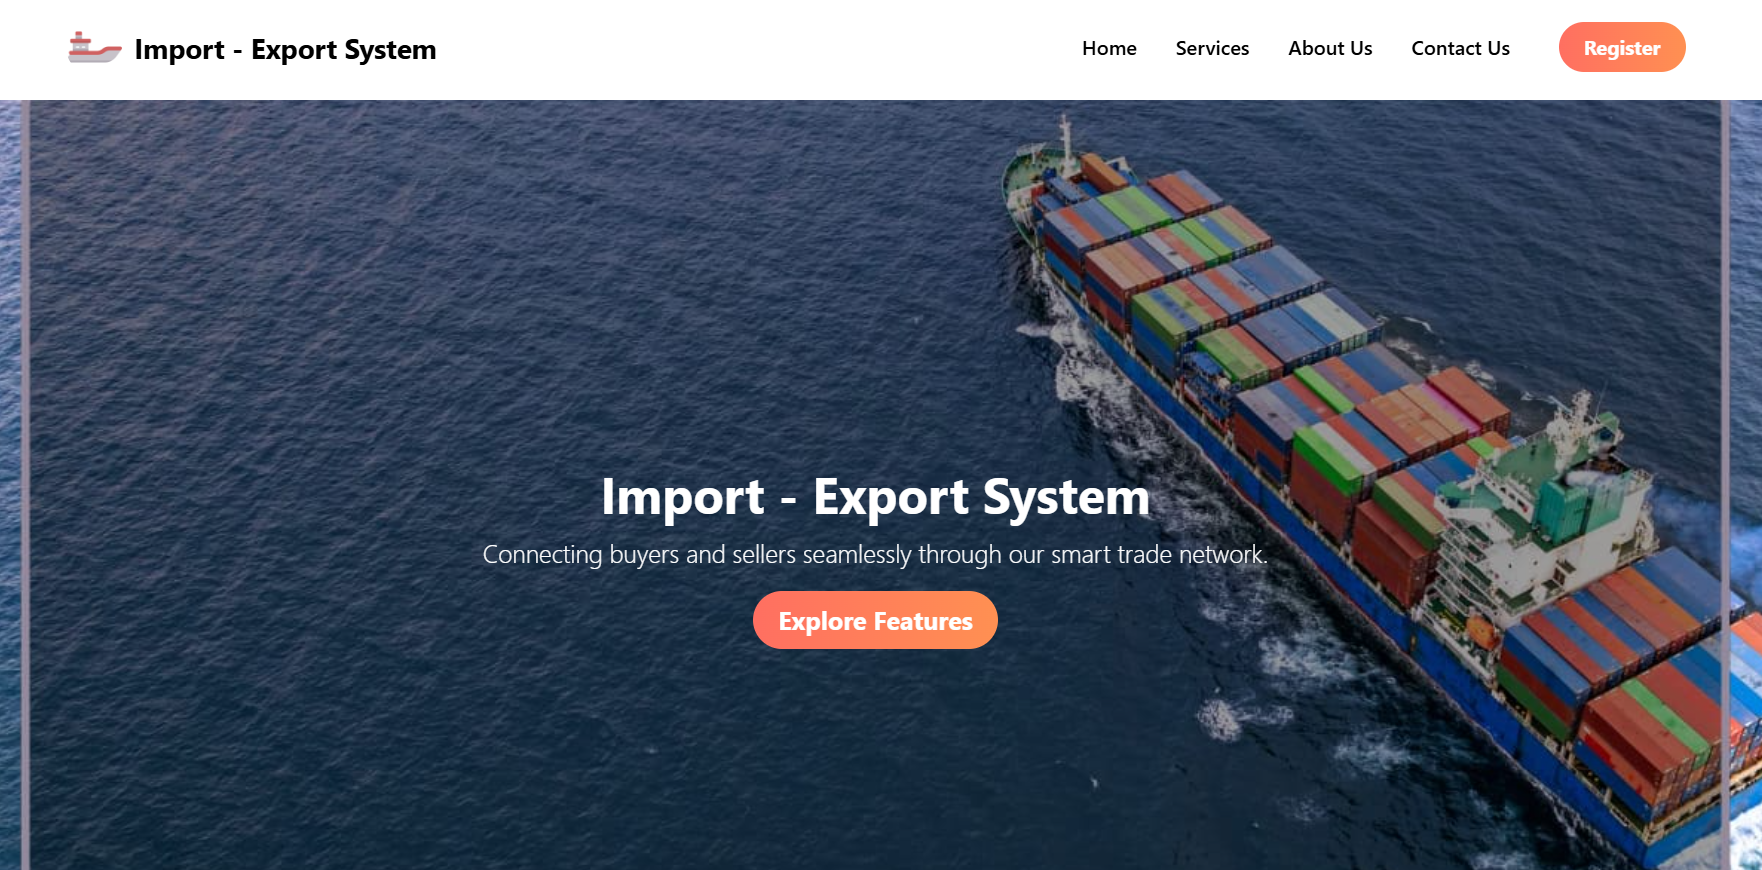 Import - Export System
Home
Services
About Us
Contact Us
Register
Import - Export System
Connecting buyers and sellers seamlessly through our smart trade network.
Explore Features